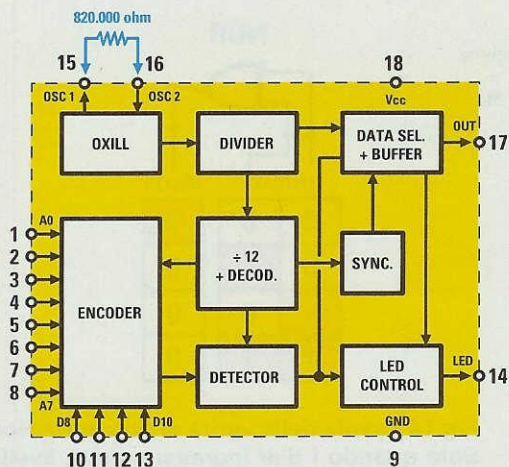 820.000 ohm
15
16
18
OSC 1
OSC 2
Vcc
OXILL
DIVIDER
DATA SEL.
+ BUFFER
OUT
17
1
A0
2
3
4
5
6
7
8
A7
ENCODER
÷ 12
+ DECOD.
SYNC.
DETECTOR
LED
CONTROL
LED
14
D8
D10
GND
10
11
12
13
9